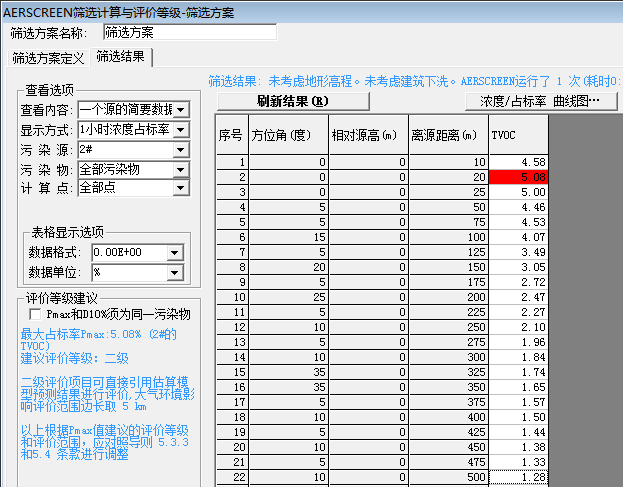 AERSCREEN筛选计算与评价等级-筛选方案
筛选方案名称: 筛选方案
筛选方案定义 筛选结果
筛选结果: 未考虑地形高程。未考虑建筑下洗。AERSCREEN运行了 1 次(耗时0:
刷新结果(R) 浓度/占标率 曲线图…
查看选项
查看内容: 一个源的简要数据
显示方式: 1小时浓度占标率
污 染 源: 2#
污 染 物: 全部污染物
计 算 点: 全部点
表格显示选项
数据格式: 0.00E+00
数据单位: %
评价等级建议
Pmax和D10%须为同一污染物
最大占标率Pmax:5.08% (2#的
TVOC)
建议评价等级: 二级
二级评价项目可直接引用估算模
型预测结果进行评价,大气环境影
响评价范围边长取 5 km
以上根据Pmax值建议的评价等级
和评价范围, 应对照导则 5.3.3
和5.4 条款进行调整
序号 方位角(度) 相对源高(m) 离源距离(m) TVOC
1 0 0 10 4.58
2 0 0 20 5.08
3 0 0 25 5.00
4 5 0 50 4.46
5 5 0 75 4.53
6 15 0 100 4.07
7 5 0 125 3.49
8 20 0 150 3.05
9 5 0 175 2.72
10 25 0 200 2.47
11 5 0 225 2.27
12 10 0 250 2.10
13 5 0 275 1.96
14 10 0 300 1.84
15 35 0 325 1.74
16 35 0 350 1.65
17 5 0 375 1.57
18 10 0 400 1.50
19 5 0 425 1.44
20 10 0 450 1.38
21 5 0 475 1.33
22 10 0 500 1.28